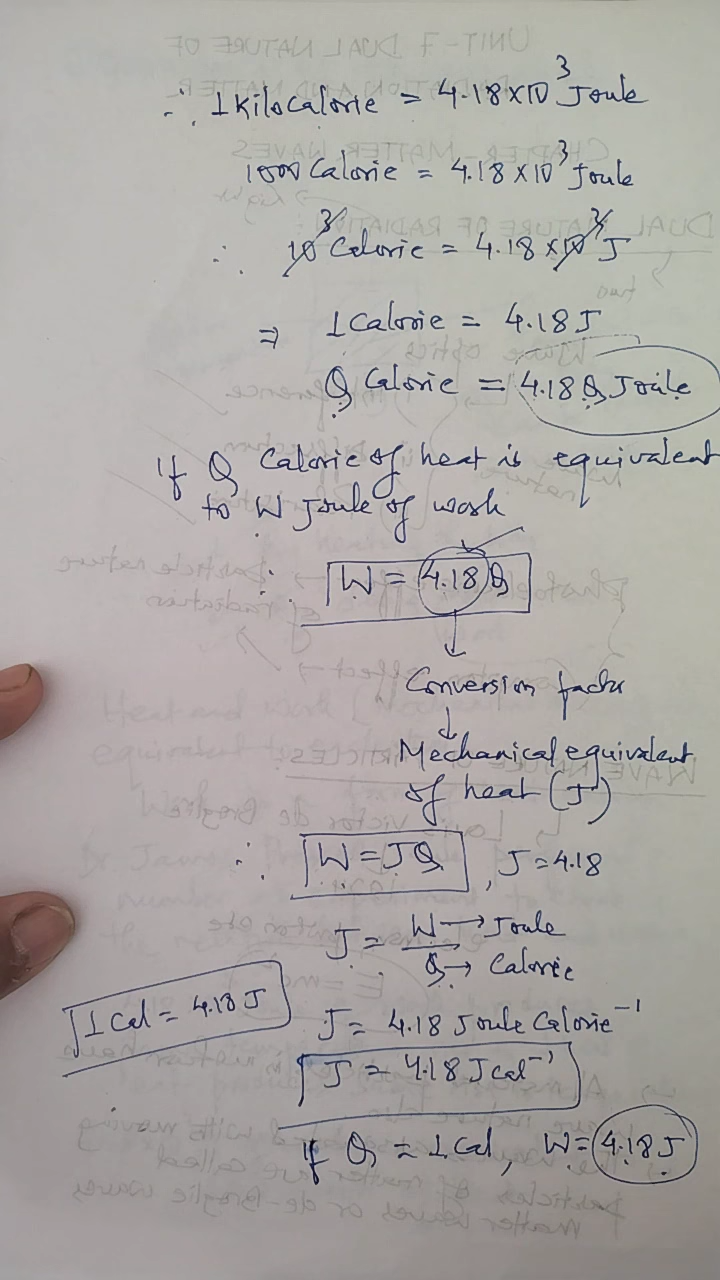 ∴ 1 kilocalorie = 4.18×10³ Joule
1000 Calorie = 4.18×10³ Joule
∴ 10³ Calorie = 4.18×10³ J
⇒ 1 Calorie = 4.18 J
Q Calorie = 4.18 Q Joule
If Q Calorie of heat is equivalent
to W Joule of work
∴ W = 4.18 Q
↓
Conversion factor
↓
Mechanical equivalent
of heat (J)
∴ W = JQ , J = 4.18
J = W → Joule
Q → Calorie
1 Cal = 4.18 J
J = 4.18 Joule Calorie⁻¹
J = 4.18 J cal⁻¹
If Q = 1 Cal, W = 4.18 J